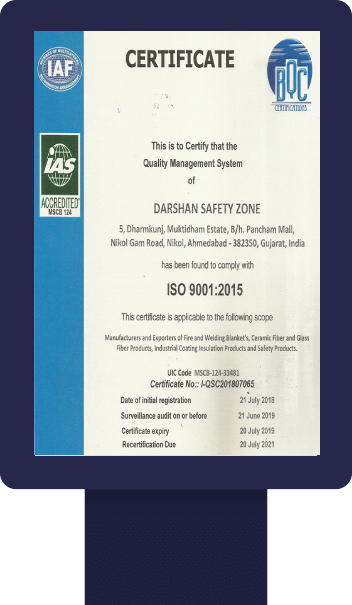 IAF
CERTIFICATE
BQC
CERTIFICATIONS
IAS
ACCREDITED
MSCB 124
This is to Certify that the
Quality Management System
of
DARSHAN SAFETY ZONE
5, Dharmkunj, Muktidham Estate, B/h. Pancham Mall,
Nikol Gam Road, Nikol, Ahmedabad - 382350, Gujarat, India
has been found to comply with
ISO 9001:2015
This certificate is applicable to the following scope
Manufacturers and Exporters of Fire and Welding Blanket's, Ceramic Fiber and Glass
Fiber Products, Industrial Coating Insulation Products and Safety Products.
UIC Code MSCB-124-33481
Certificate No.: I-QSC201807065
Date of initial registration 21 July 2018
Surveillance audit on or before 21 June 2019
Certificate expiry 20 July 2019
Recertification Due 20 July 2021